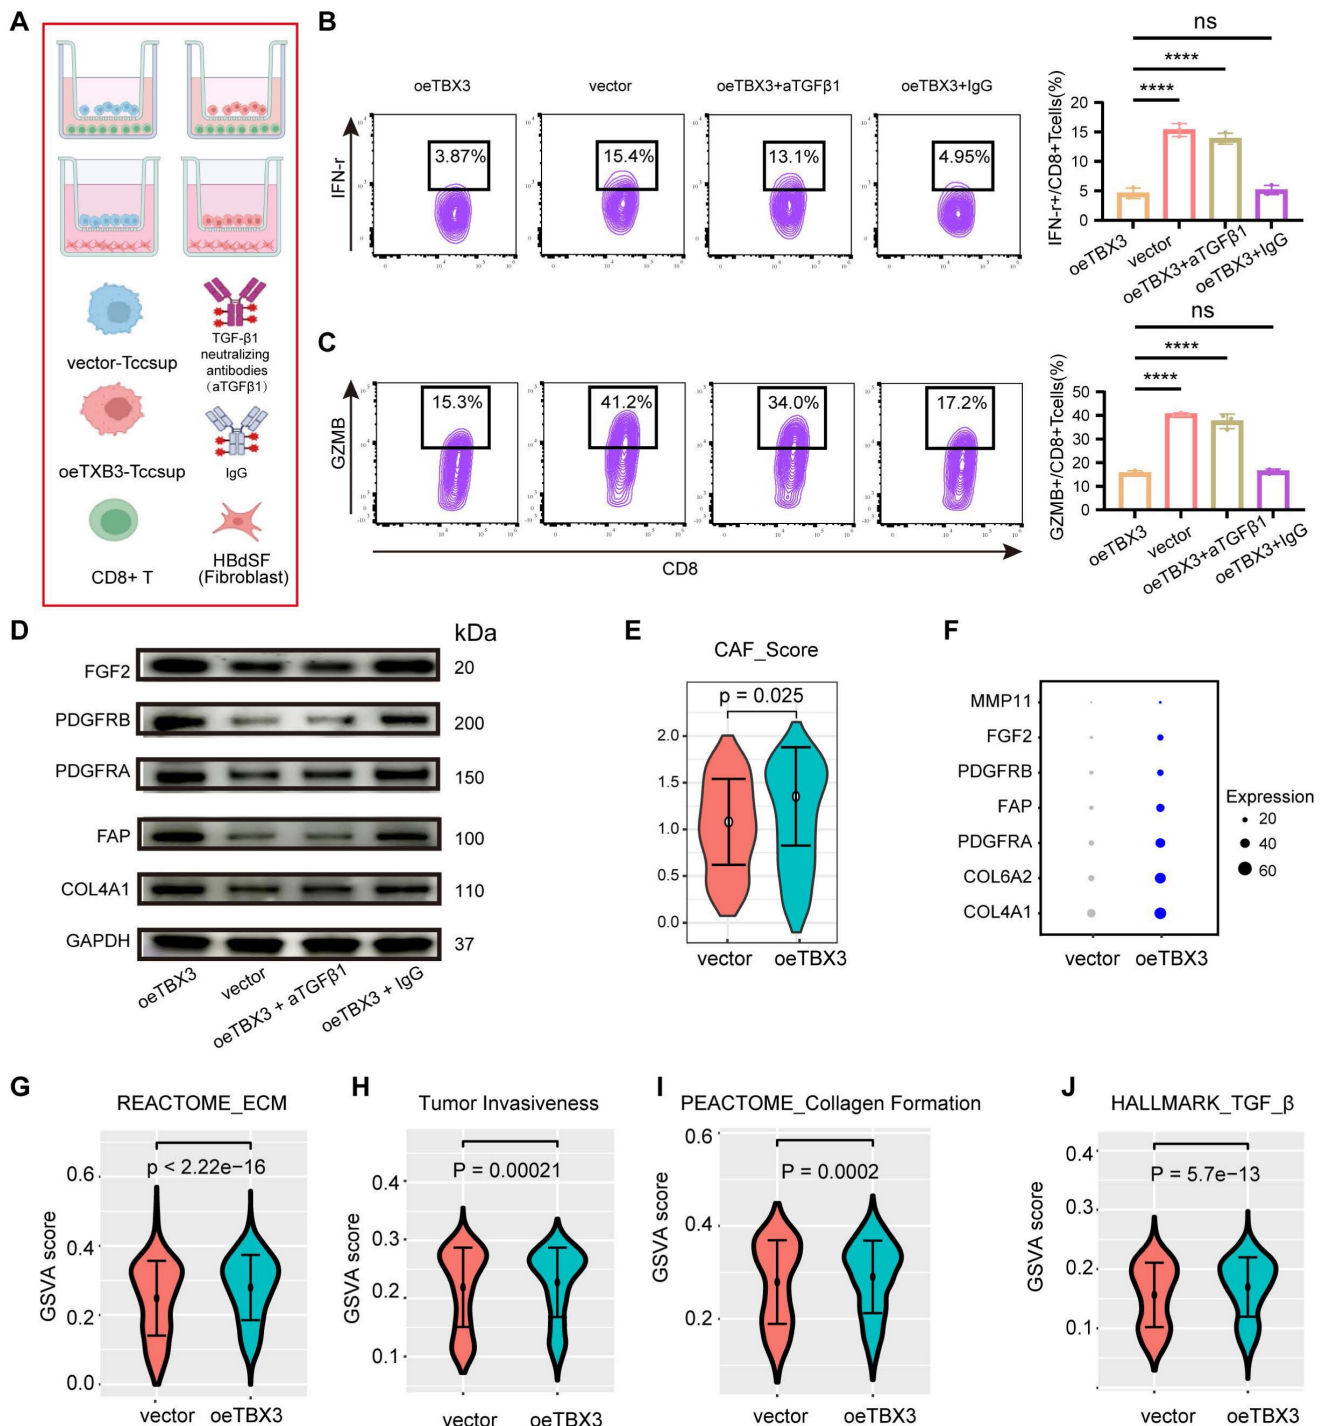 A
vector-Tccsup
TGF-β1
neutralizing
antibodies
(aTGFβ1)
oeTXB3-Tccsup
IgG
CD8+ T
HBdSF
(Fibroblast)
B
oeTBX3
vector
oeTBX3+aTGFβ1
oeTBX3+IgG
IFN-r
3.87%
15.4%
13.1%
4.95%
ns
****
****
IFN-r+/CD8+Tcells(%)
20
15
10
5
0
oeTBX3
vector
oeTBX3+aTGFβ1
oeTBX3+IgG
C
GZMB
15.3%
41.2%
34.0%
17.2%
CD8
ns
****
****
GZMB+/CD8+Tcells(%)
50
40
30
20
10
0
oeTBX3
vector
oeTBX3+aTGFβ1
oeTBX3+IgG
D
kDa
FGF2 20
PDGFRB 200
PDGFRA 150
FAP 100
COL4A1 110
GAPDH 37
oeTBX3
vector
oeTBX3 + aTGFβ1
oeTBX3 + IgG
E
CAF_Score
p = 0.025
2.0
1.5
1.0
0.5
0.0
vector oeTBX3
F
MMP11
FGF2
PDGFRB
FAP
PDGFRA
COL6A2
COL4A1
vector oeTBX3
Expression
20
40
60
G
REACTOME_ECM
p < 2.22e−16
GSVA score
0.6
0.4
0.2
0.0
vector oeTBX3
H
Tumor Invasiveness
P = 0.00021
GSVA score
0.4
0.3
0.2
0.1
vector oeTBX3
I
PEACTOME_Collagen Formation
P = 0.0002
GSVA score
0.6
0.4
0.2
vector oeTBX3
J
HALLMARK_TGF_β
P = 5.7e−13
GSVA score
0.4
0.3
0.2
0.1
vector oeTBX3